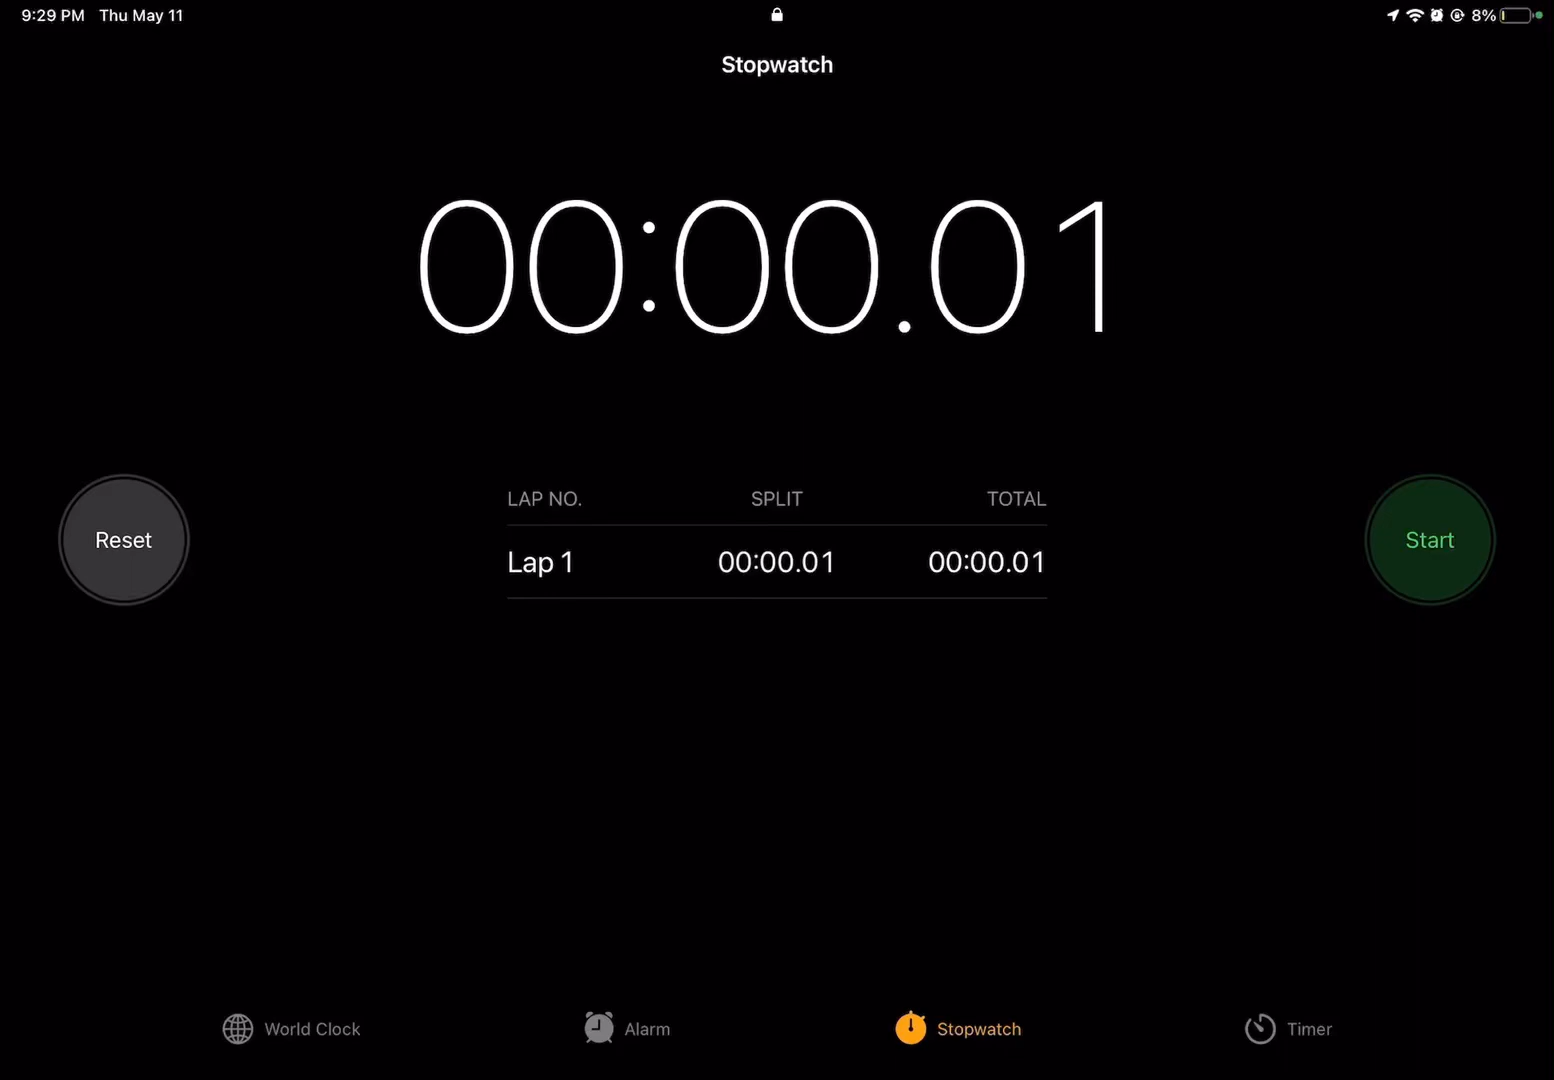 9:29 PM Thu May 11 8%
Stopwatch
00:00.01
Reset
LAP NO. SPLIT TOTAL
Lap 1 00:00.01 00:00.01
Start
World Clock Alarm Stopwatch Timer